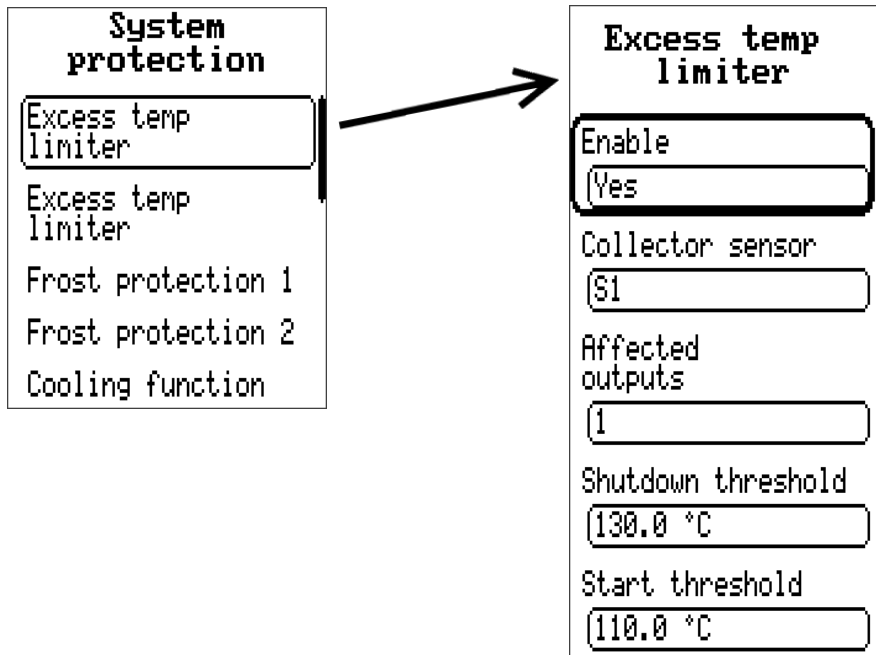 System
protection
Excess temp
limiter
Excess temp
limiter
Frost protection 1
Frost protection 2
Cooling function
Excess temp
limiter
Enable
Yes
Collector sensor
S1
Affected
outputs
1
Shutdown threshold
130.0 °C
Start threshold
110.0 °C